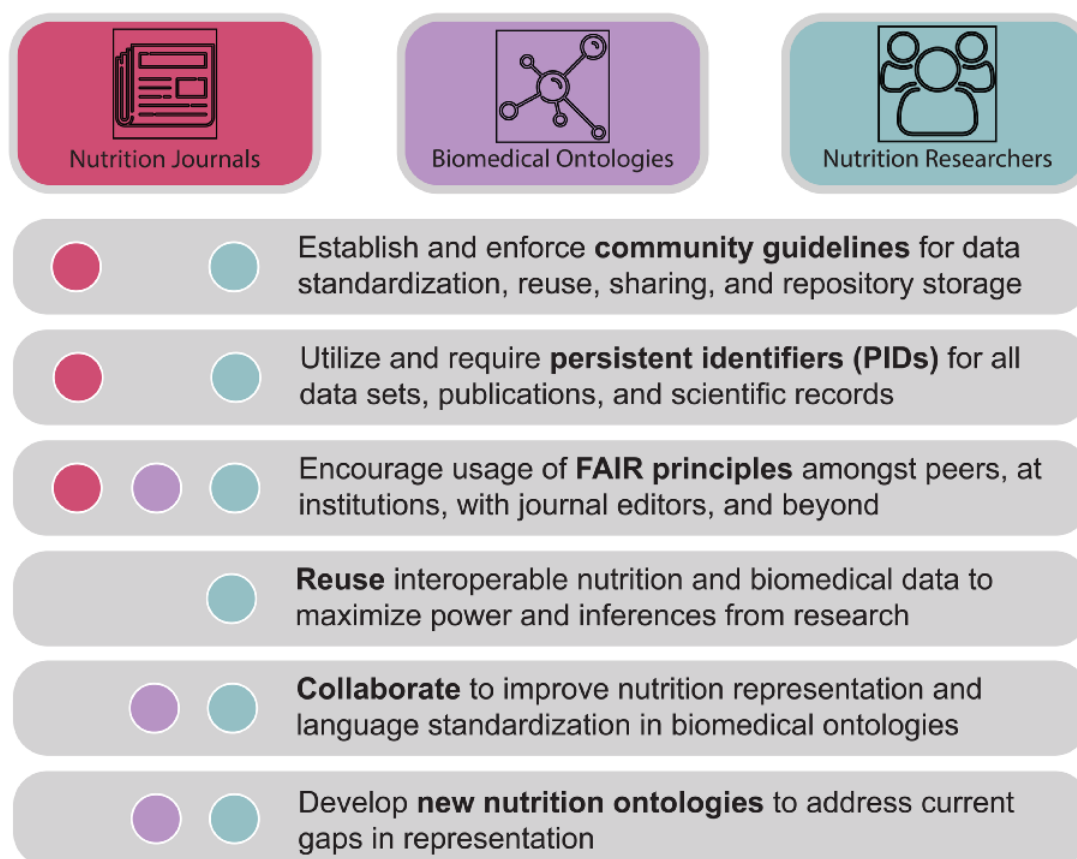 Nutrition Journals
Biomedical Ontologies
Nutrition Researchers
Establish and enforce community guidelines for data
standardization, reuse, sharing, and repository storage
Utilize and require persistent identifiers (PIDs) for all
data sets, publications, and scientific records
Encourage usage of FAIR principles amongst peers, at
institutions, with journal editors, and beyond
Reuse interoperable nutrition and biomedical data to
maximize power and inferences from research
Collaborate to improve nutrition representation and
language standardization in biomedical ontologies
Develop new nutrition ontologies to address current
gaps in representation